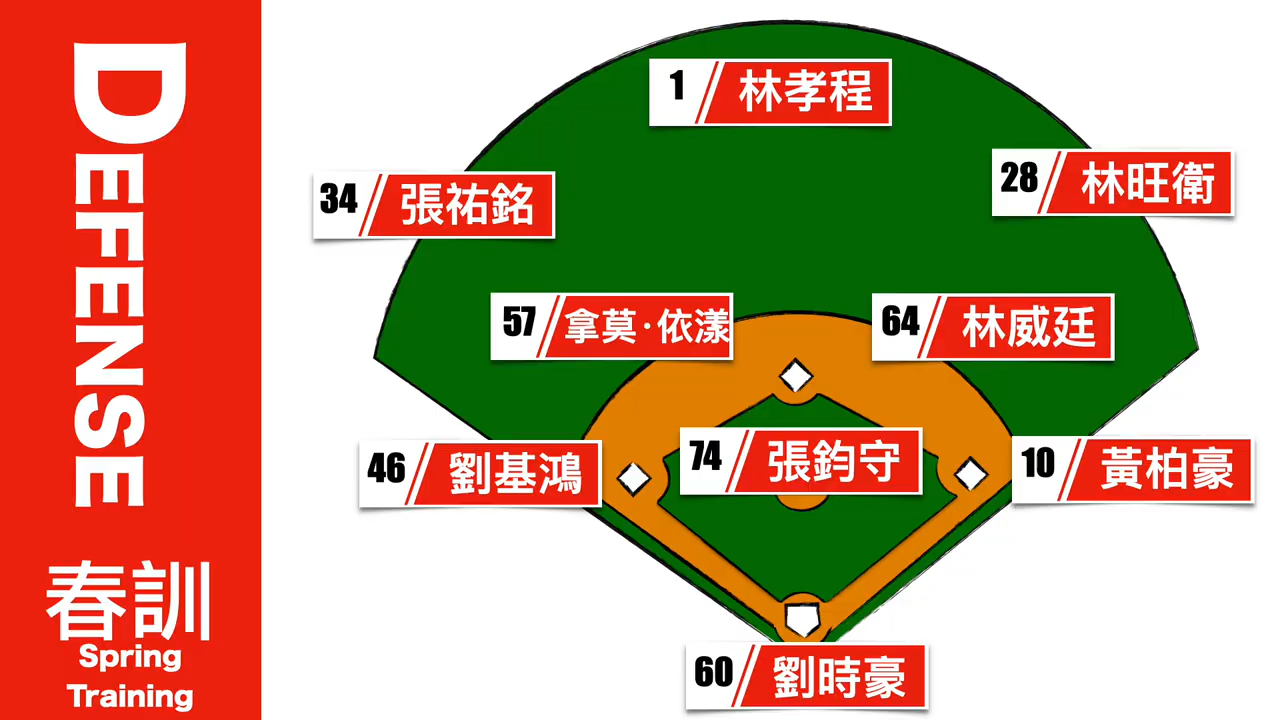 DEFENSE
春訓
Spring
Training
1 林孝程
28 林旺衛
34 張祐銘
57 拿莫·依漾
64 林威廷
46 劉基鴻
74 張鈞守
10 黃柏豪
60 劉時豪